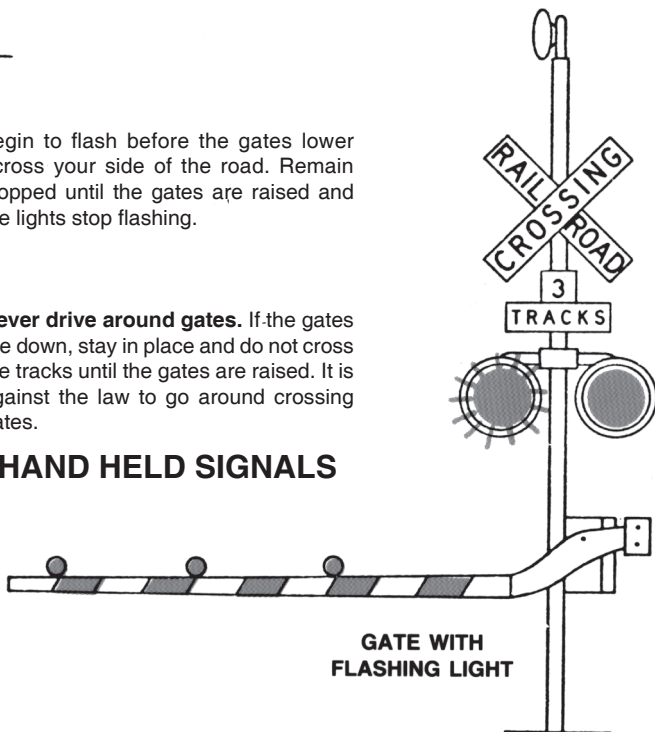 egin to flash before the gates lower
cross your side of the road. Remain
opped until the gates are raised and
e lights stop flashing.
ever drive around gates. If the gates
e down, stay in place and do not cross
e tracks until the gates are raised. It is
gainst the law to go around crossing
ates.
HAND HELD SIGNALS
RAIL ROAD
CROSSING
3
TRACKS
GATE WITH
FLASHING LIGHT